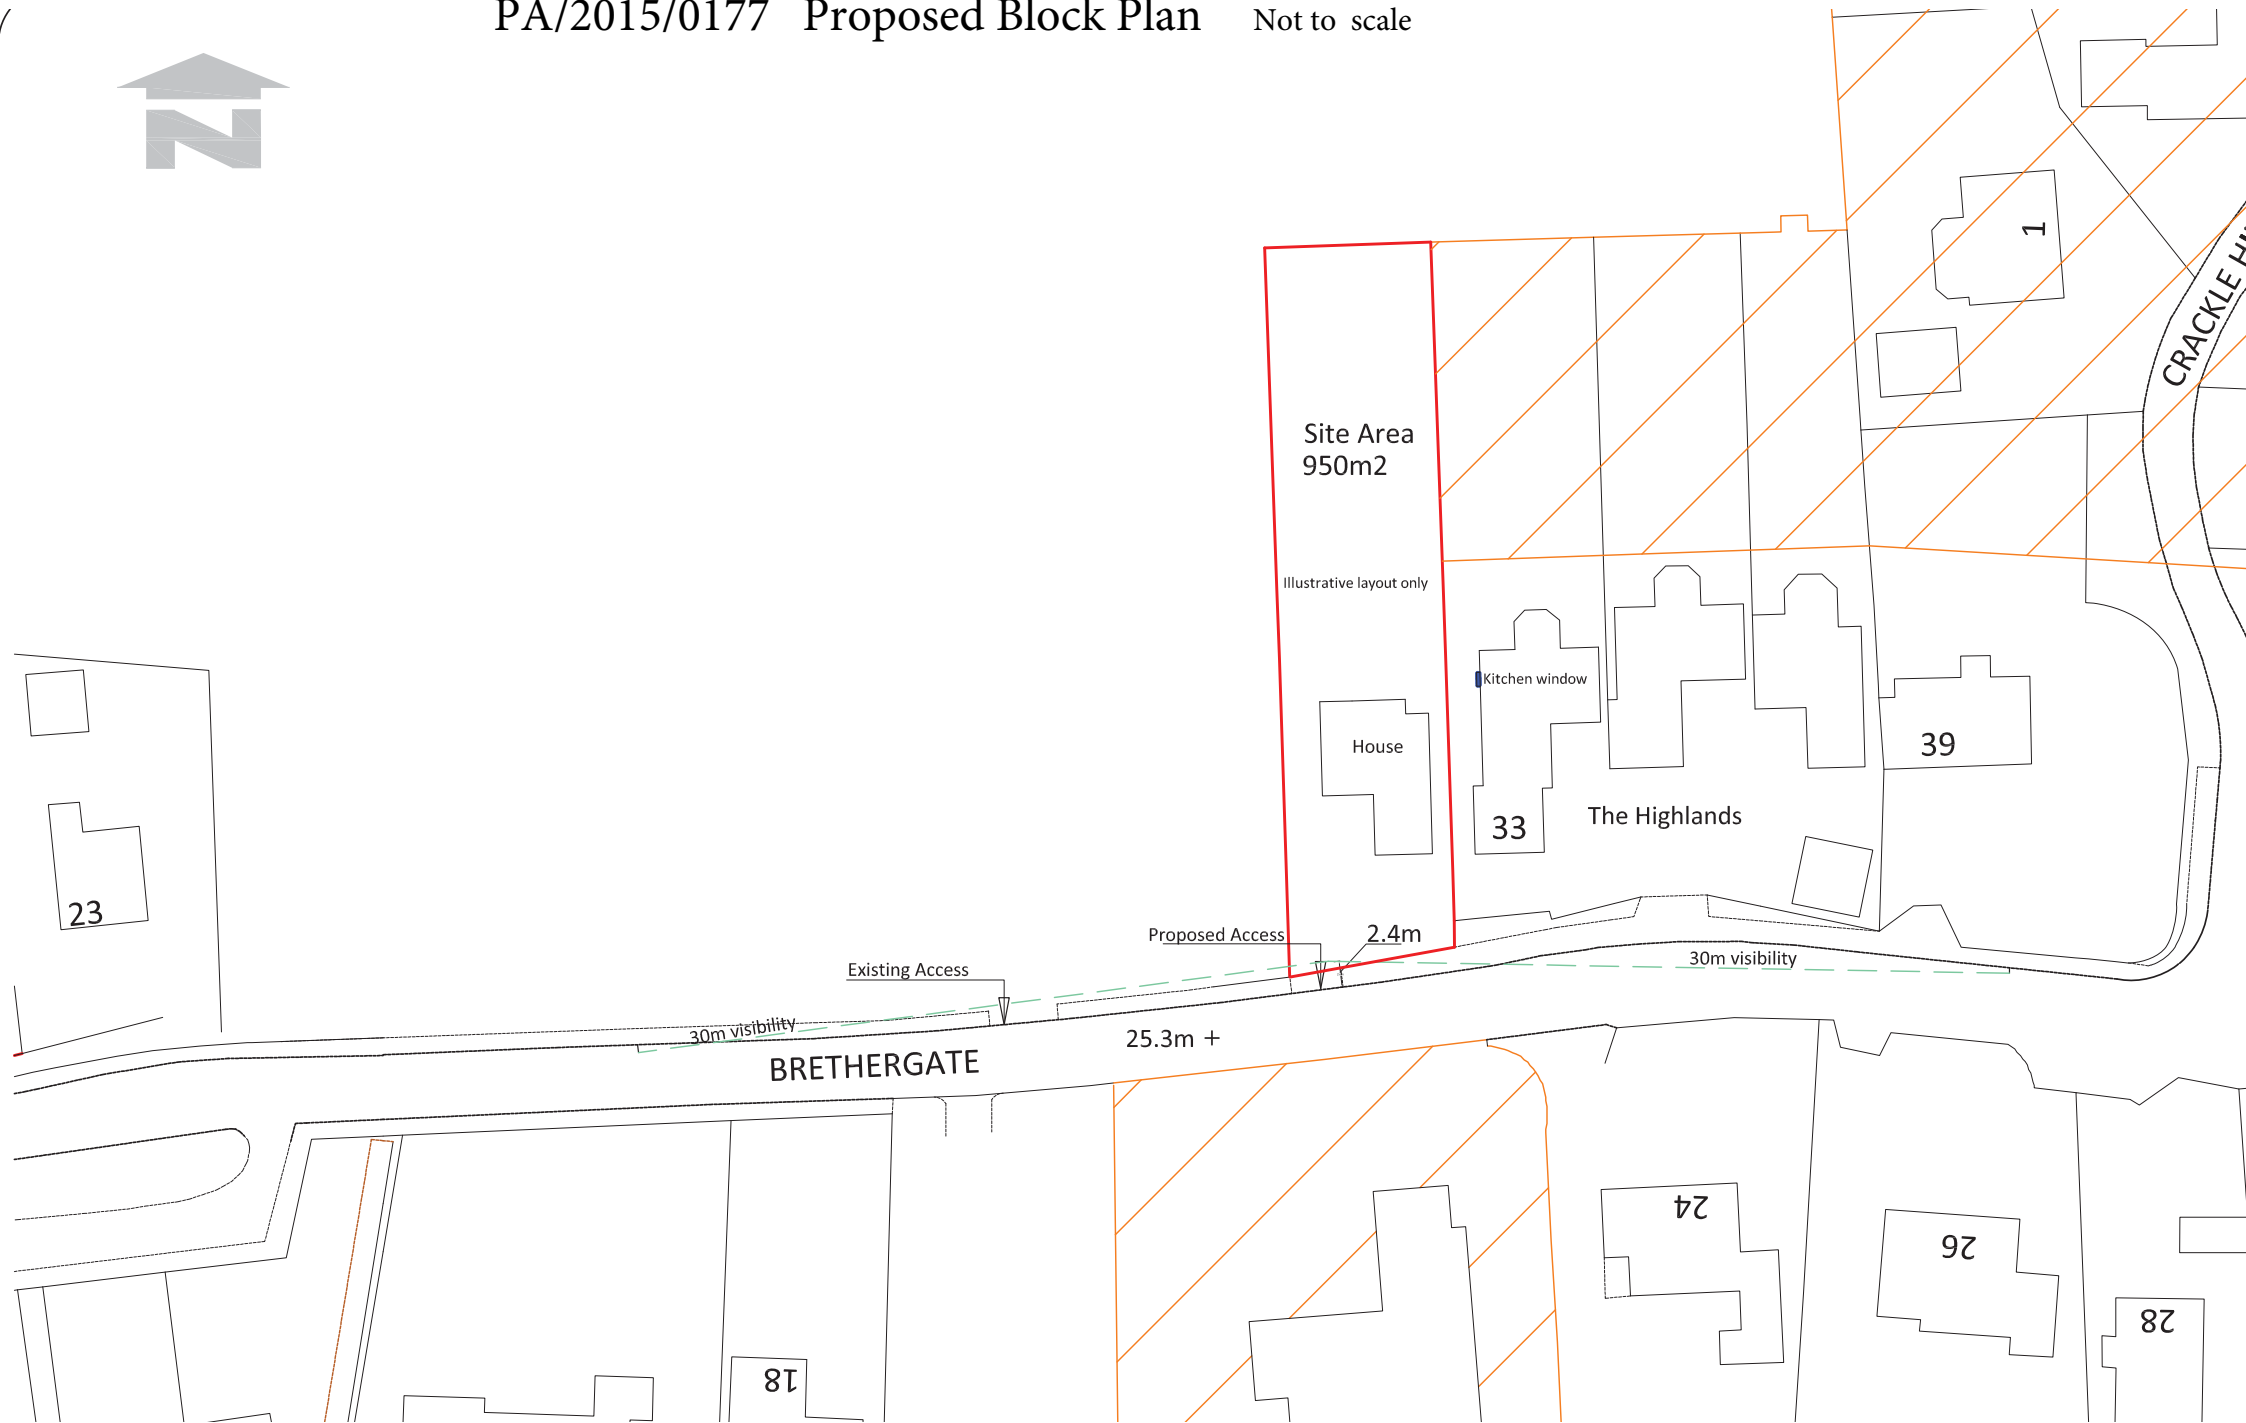 PA/2015/0177 Proposed Block Plan Not to scale
N
1
CRACKLE
Site Area
950m2
Illustrative layout only
Kitchen window
House
39
The Highlands
33
23
Proposed Access
2.4m
Existing Access
30m visibility
30m visibility
25.3m +
BRETHERGATE
24
26
28
18